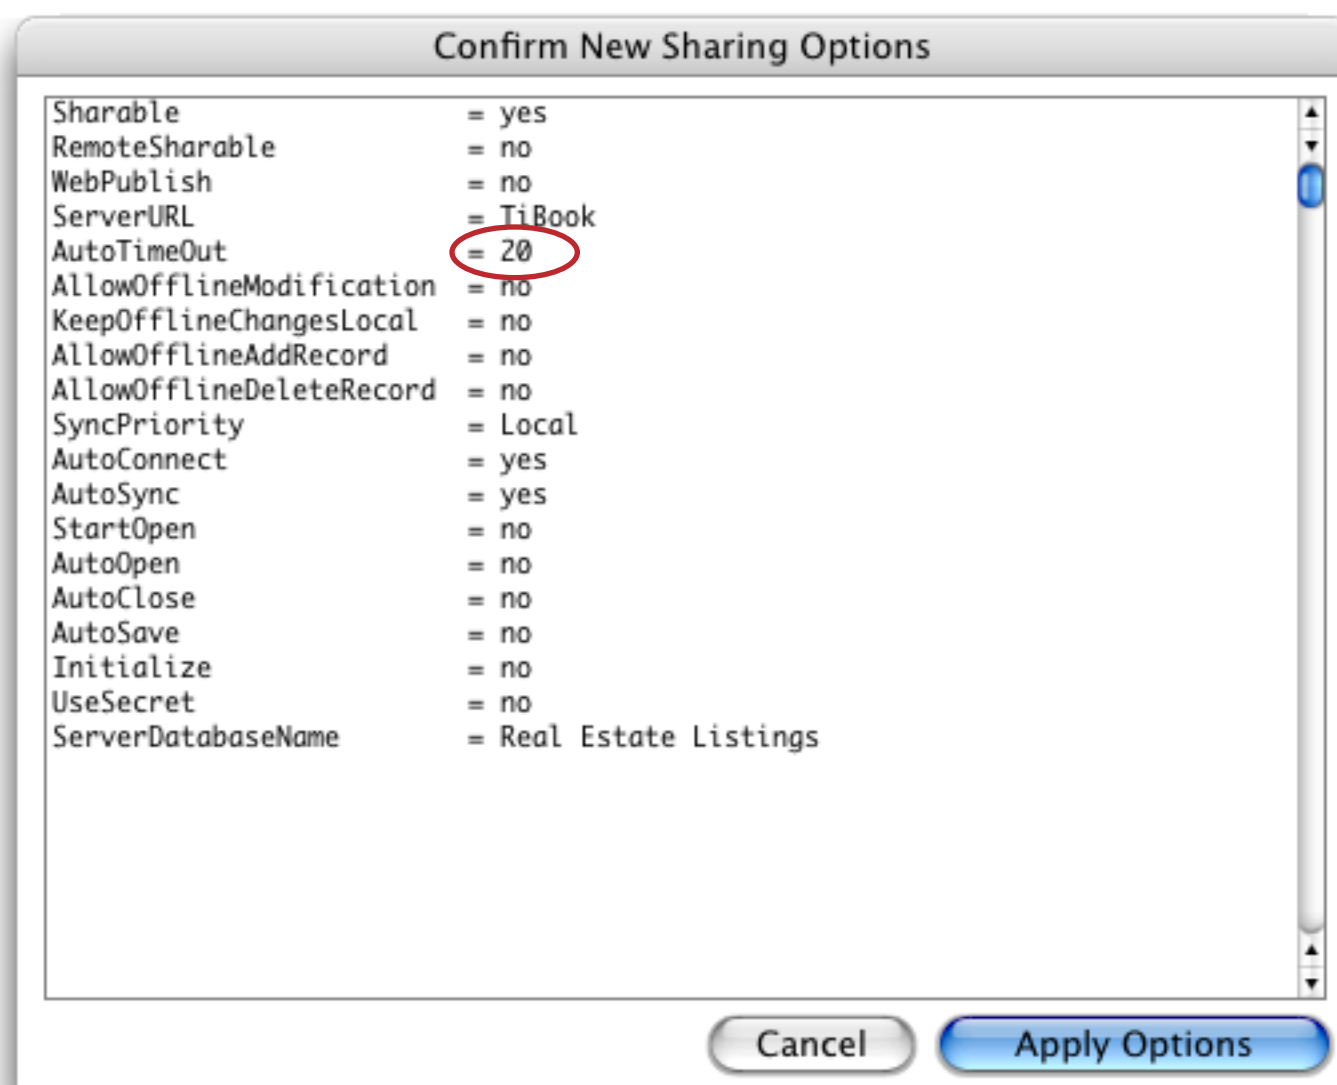 Confirm New Sharing Options
Sharable = yes
RemoteSharable = no
WebPublish = no
ServerURL = TiBook
AutoTimeOut = 20
AllowOfflineModification = no
KeepOfflineChangesLocal = no
AllowOfflineAddRecord = no
AllowOfflineDeleteRecord = no
SyncPriority = Local
AutoConnect = yes
AutoSync = yes
StartOpen = no
AutoOpen = no
AutoClose = no
AutoSave = no
Initialize = no
UseSecret = no
ServerDatabaseName = Real Estate Listings
Cancel Apply Options